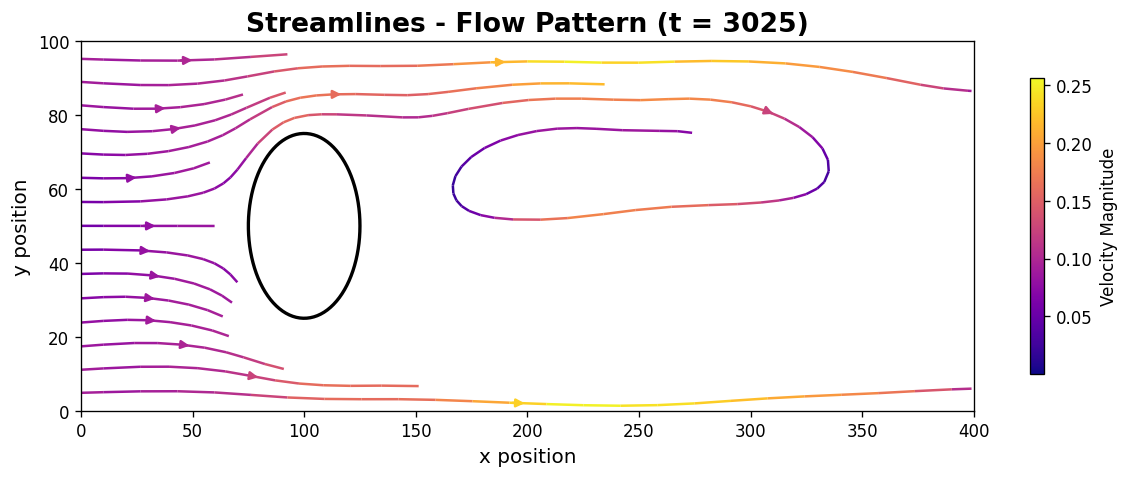 Streamlines - Flow Pattern (t = 3025)
100
80
60
40
20
0
y position
0 50 100 150 200 250 300 350 400
x position
0.25
0.20
0.15
0.10
0.05
Velocity Magnitude